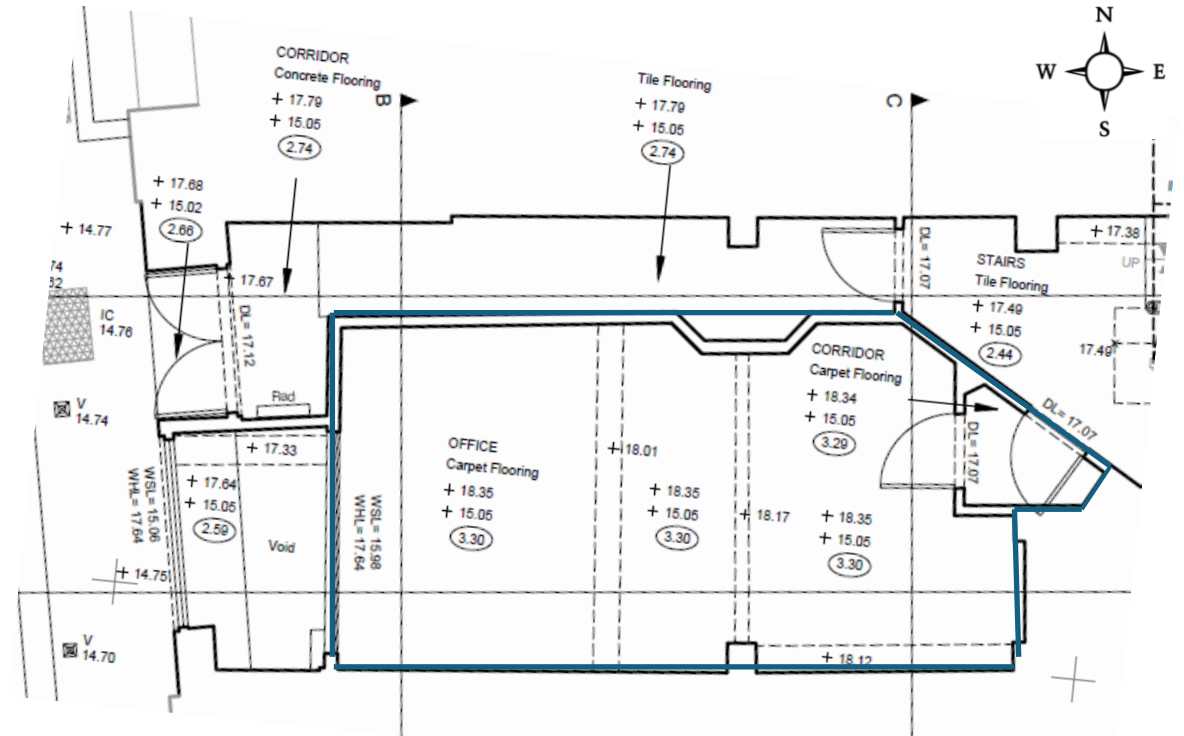 N
W E
S
CORRIDOR
Concrete Flooring
+ 17.79
+ 15.05
2.74
B
Tile Flooring
+ 17.79
+ 15.05
2.74
C
+ 17.68
+ 15.02
2.66
+ 14.77
74
IC
14.76
+ 17.67
DL= 17.12
Rad
DL= 17.07
+ 17.38
UP
STAIRS
Tile Flooring
+ 17.49
+ 15.05
2.44
17.49
CORRIDOR
Carpet Flooring
+ 18.34
+ 15.05
3.29
DL= 17.07
DL= 17.07
V
14.74
+ 17.33
+ 17.64
+ 15.05
2.59
Void
WSL= 15.06
WHL= 17.64
WSL= 15.98
WHL= 17.64
OFFICE
Carpet Flooring
+ 18.35
+ 15.05
3.30
+ 18.01
+ 18.35
+ 15.05
3.30
+ 18.17
+ 18.35
+ 15.05
3.30
+ 14.75
V
14.70
+ 18.12